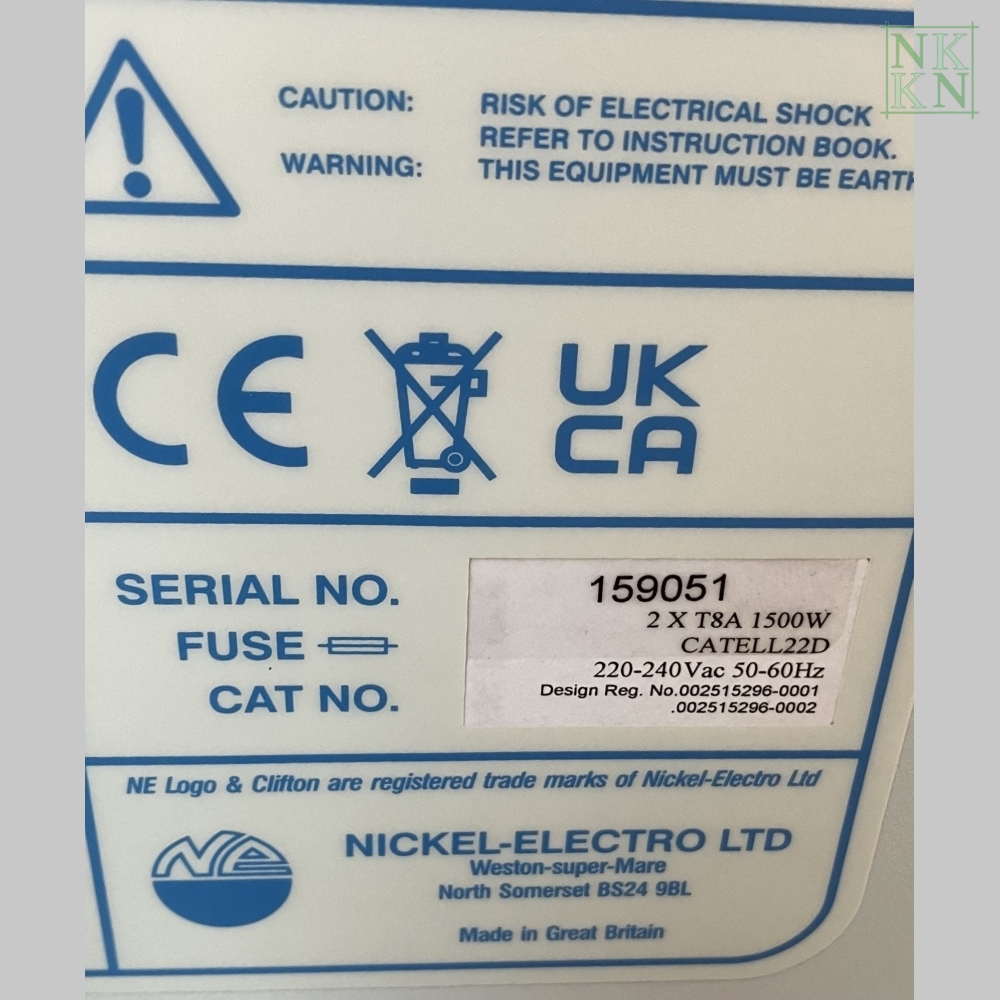 NK
KN
CAUTION: RISK OF ELECTRICAL SHOCK
REFER TO INSTRUCTION BOOK.
WARNING: THIS EQUIPMENT MUST BE EARTH
CE
UK
CA
SERIAL NO. 159051
FUSE 2 X T8A 1500W
CATELL22D
CAT NO. 220-240Vac 50-60Hz
Design Reg. No.002515296-0001
.002515296-0002
NE Logo & Clifton are registered trade marks of Nickel-Electro Ltd
NE
NICKEL-ELECTRO LTD
Weston-super-Mare
North Somerset BS24 9BL
Made in Great Britain